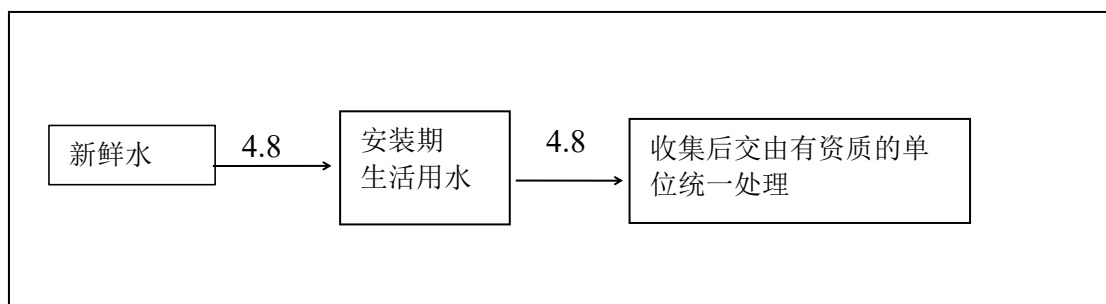 新鲜水
4.8
安装期
生活用水
4.8
收集后交由有资质的单
位统一处理